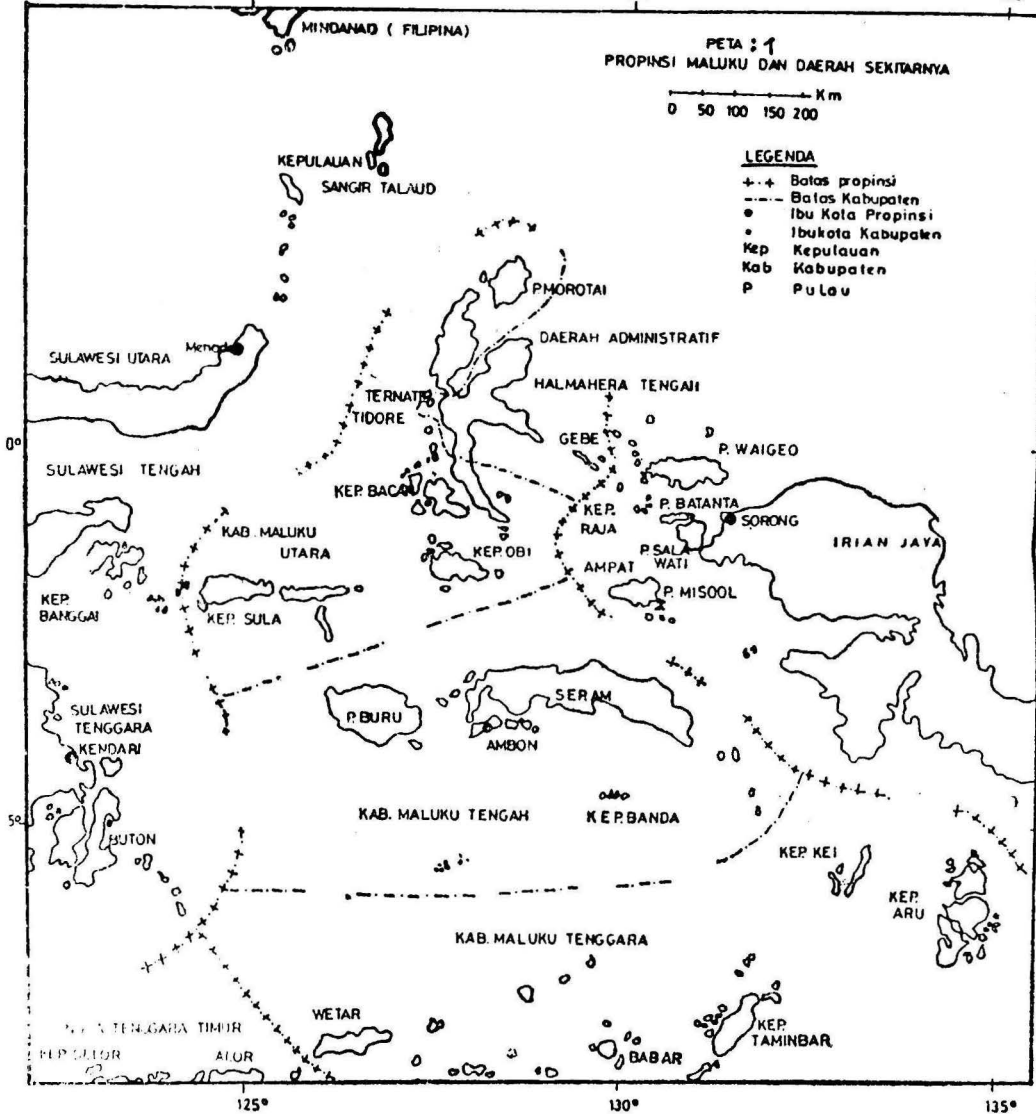 MINDANAO ( FILIPINA)
PETA : 1
PROPINSI MALUKU DAN DAERAH SEKITARNYA
Km
0 50 100 150 200
LEGENDA
Batas propinsi
Batas Kabupaten
Ibu Kota Propinsi
Ibukota Kabupaten
Kep Kepulauan
Kab Kabupaten
P Pulau
KEPULAUAN
SANGIR TALAUD
P.MOROTAI
DAERAH ADMINISTRATIF
HALMAHERA TENGAH
SULAWESI UTARA
Menado
TERNATE
TIDORE
0°
GEBE
P. WAIGEO
SULAWESI TENGAH
KEP. BACAN
KEP.
RAJA
AMPAT
P. BATANTA
SORONG
IRIAN JAYA
KAB. MALUKU
UTARA
KEP. OBI
P. SALA
WATI
P. MISOOL
KEP.
BANGGAI
KEP. SULA
SERAM
SULAWESI
TENGGARA
KENDARI
P. BURU
AMBON
KAB. MALUKU TENGAH
KEP. BANDA
5°
BUTON
KEP. KEI
KEP.
ARU
KAB. MALUKU TENGGARA
WETAR
TENGGARA TIMUR
ALOR
BABAR
KEP.
TAMINBAR
125°
130°
135°